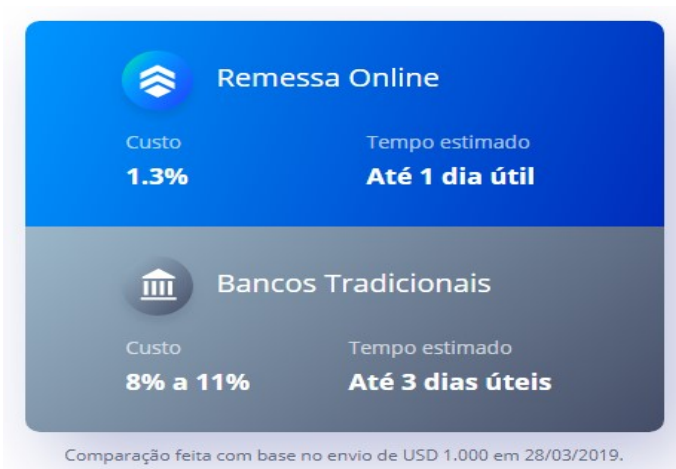 Remessa Online
Custo Tempo estimado
1.3% Até 1 dia útil
Bancos Tradicionais
Custo Tempo estimado
8% a 11% Até 3 dias úteis
Comparação feita com base no envio de USD 1.000 em 28/03/2019.